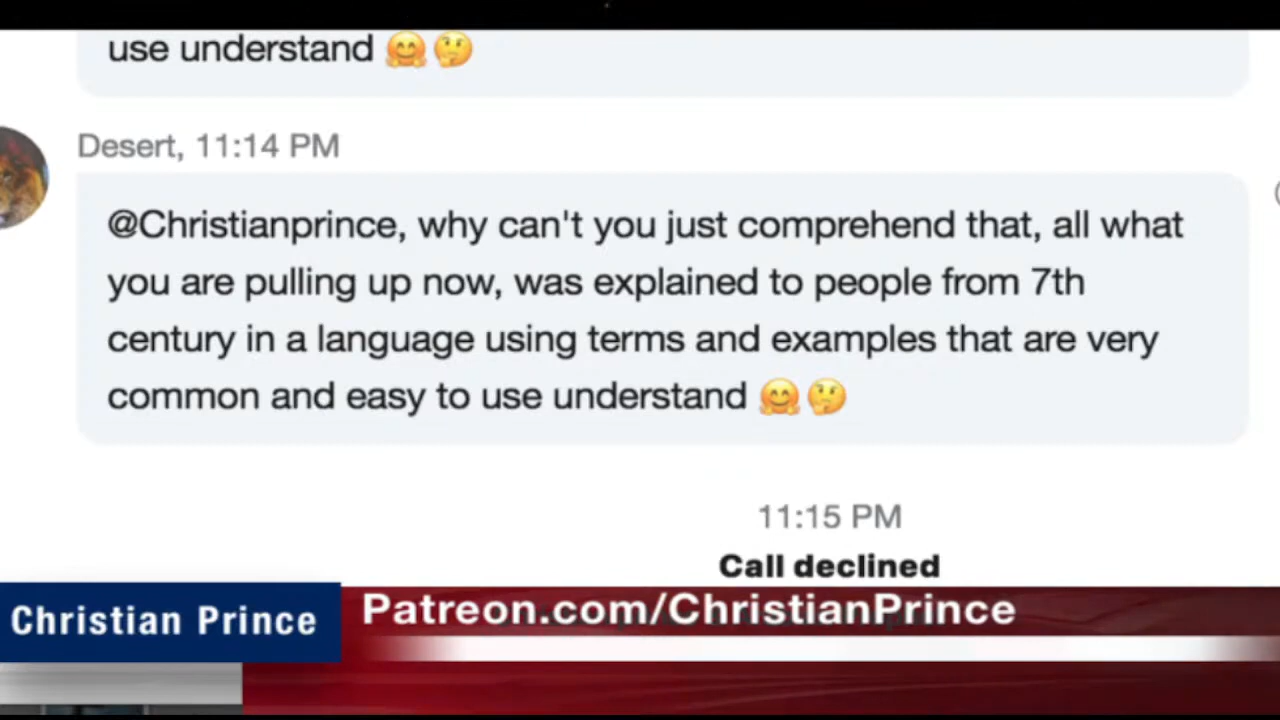 use understand 🤗🤔
Desert, 11:14 PM
@Christianprince, why can't you just comprehend that, all what
you are pulling up now, was explained to people from 7th
century in a language using terms and examples that are very
common and easy to use understand 🤗🤔
11:15 PM
Call declined
Christian Prince
Patreon.com/ChristianPrince